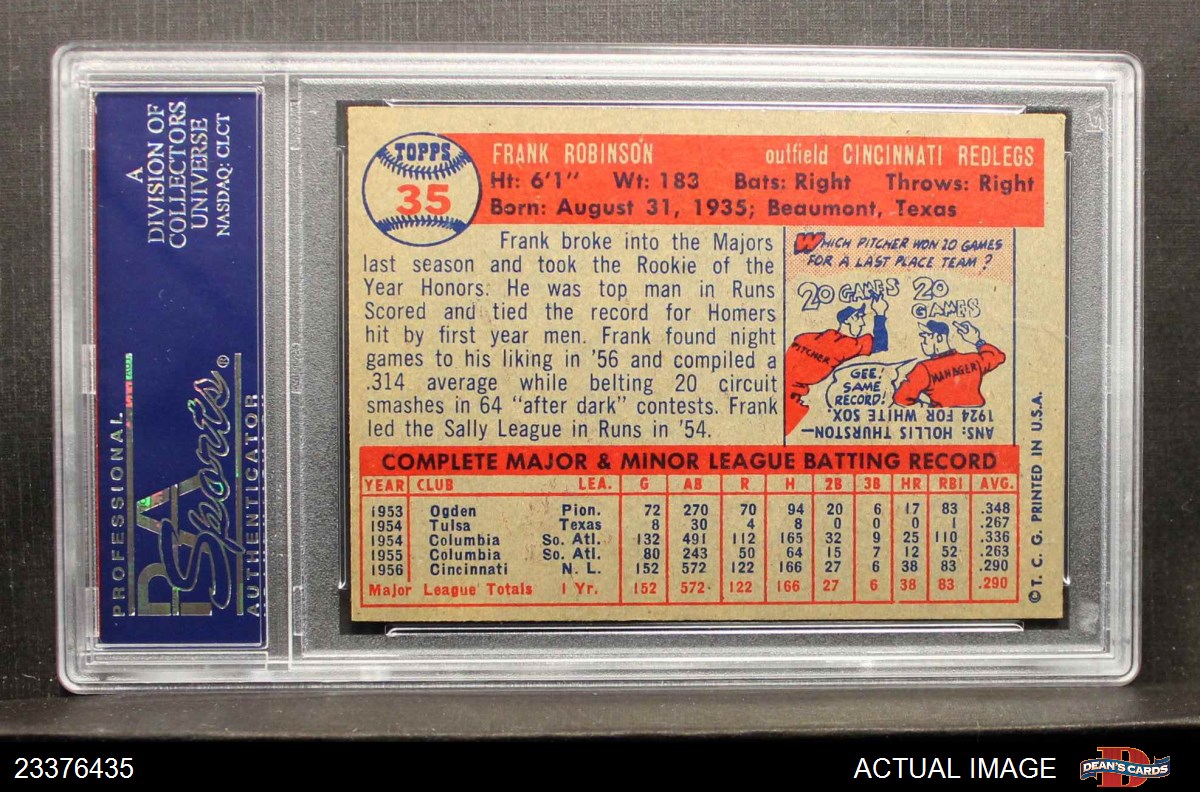 A
DIVISION OF
COLLECTORS
UNIVERSE
NASDAQ: CLCT
PROFESSIONAL
PSA
Sports®
AUTHENTICATOR
TOPPS
35
FRANK ROBINSON outfield CINCINNATI REDLEGS
Ht: 6'1" Wt: 183 Bats: Right Throws: Right
Born: August 31, 1935; Beaumont, Texas
Frank broke into the Majors
last season and took the Rookie of the
Year Honors. He was top man in Runs
Scored and tied the record for Homers
hit by first year men. Frank found night
games to his liking in '56 and compiled a
.314 average while belting 20 circuit
smashes in 64 "after dark" contests. Frank
led the Sally League in Runs in '54.
WHICH PITCHER WON 20 GAMES
FOR A LAST PLACE TEAM?
20 GAMES
20 GAMES
PITCHER
MANAGER
GEE!
SAME
RECORD!
ANS: HOLLIS THURSTON—
1924 FOR WHITE SOX
COMPLETE MAJOR & MINOR LEAGUE BATTING RECORD
YEAR CLUB LEA. G AB R H 2B 3B HR RBI AVG.
1953 Ogden Pion. 72 270 70 94 20 6 17 83 .348
1954 Tulsa Texas 8 30 4 8 0 0 0 1 .267
1954 Columbia So. Atl. 132 491 112 165 32 9 25 110 .336
1955 Columbia So. Atl. 80 243 50 64 15 7 12 52 .263
1956 Cincinnati N. L. 152 572 122 166 27 6 38 83 .290
Major League Totals 1 Yr. 152 572 122 166 27 6 38 83 .290
© T. C. G. PRINTED IN U.S.A.
23376435
ACTUAL IMAGE
DEAN'S CARDS